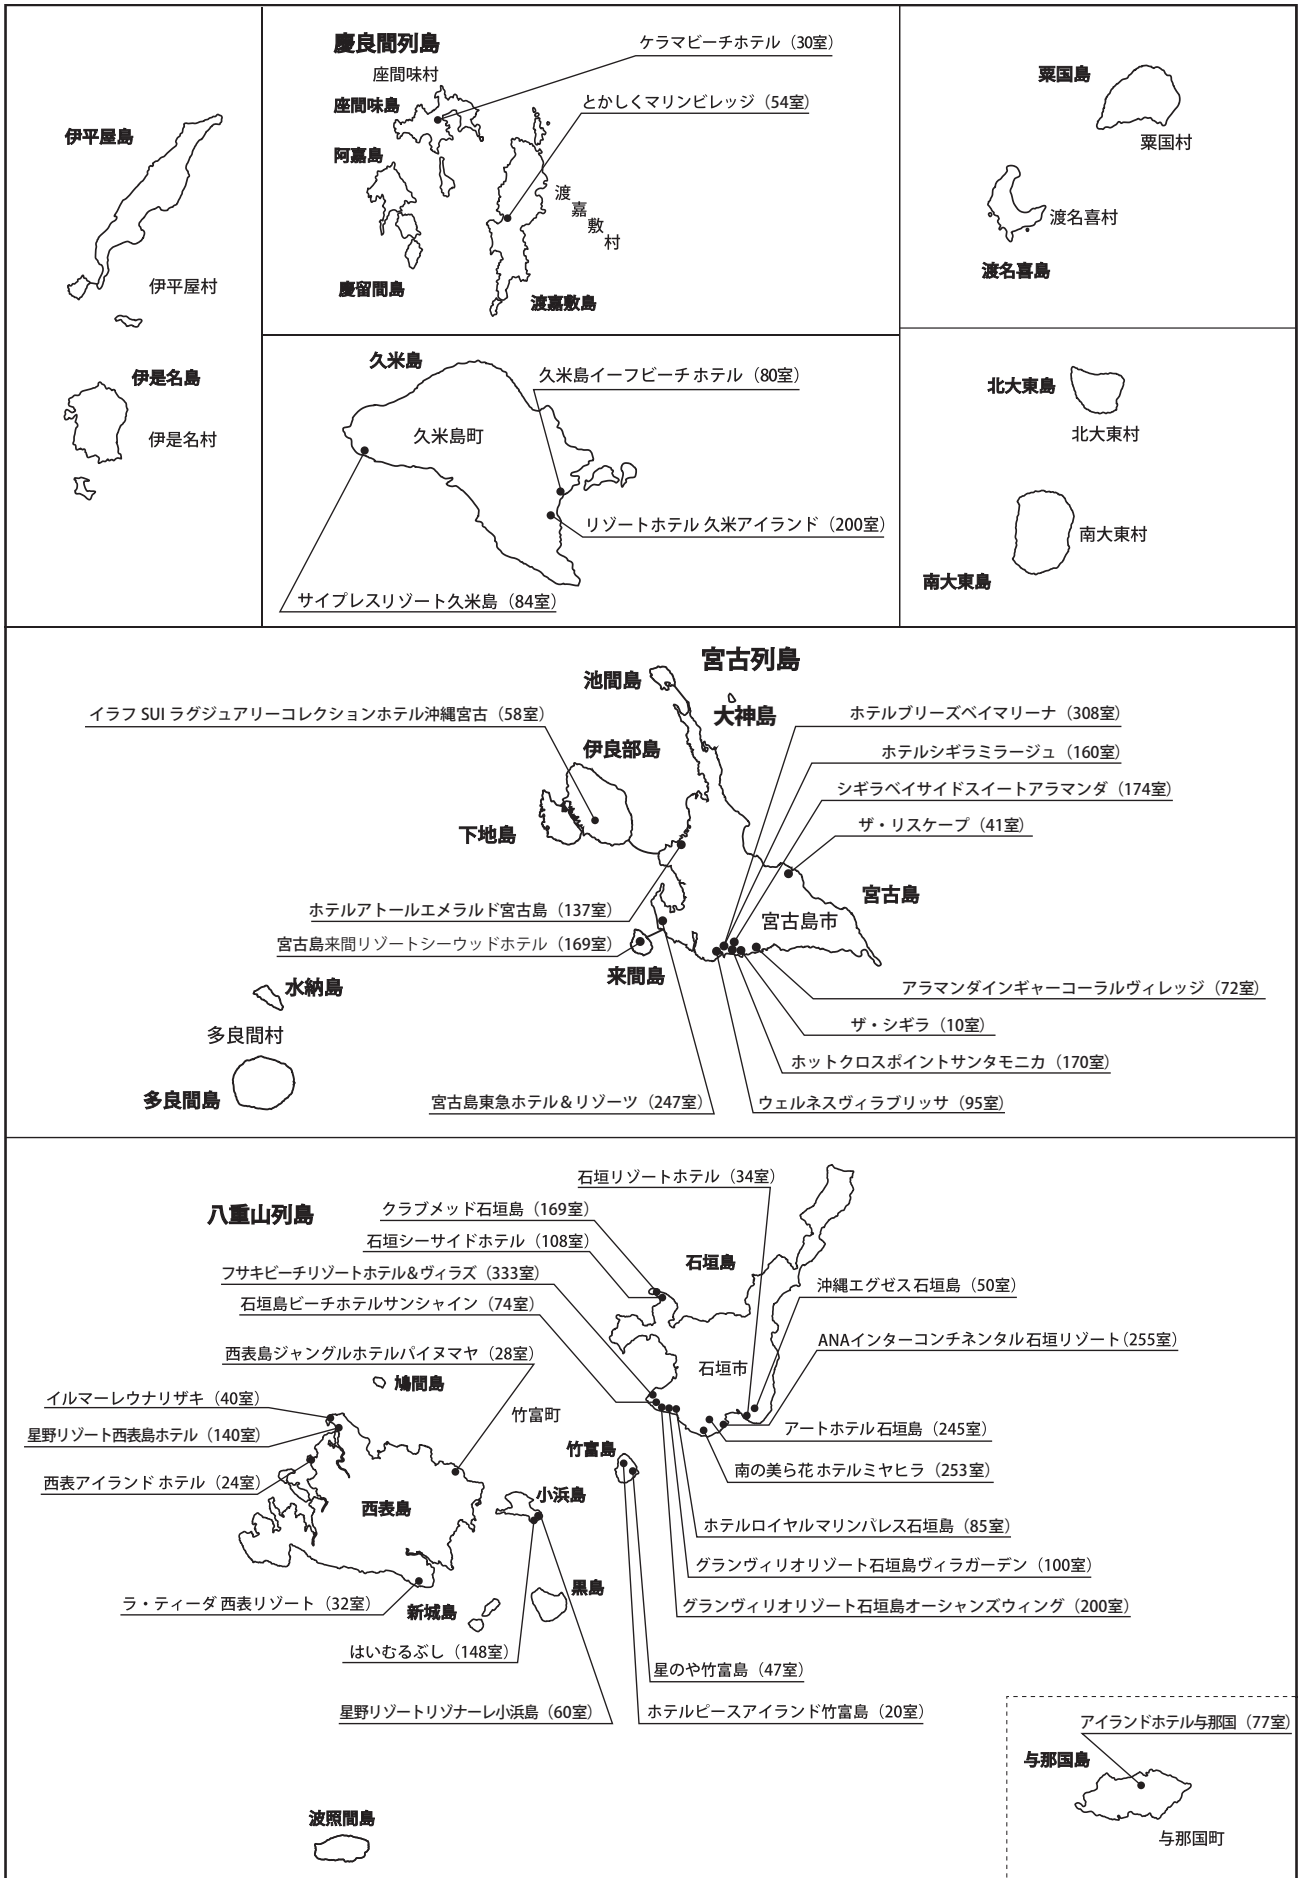 伊平屋島
伊平屋村
伊是名島
伊是名村
慶良間列島
座間味村
座間味島
阿嘉島
慶留間島
渡嘉敷村
渡嘉敷島
ケラマビーチホテル（30室）
とかしくマリンビレッジ（54室）
粟国島
粟国村
渡名喜村
渡名喜島
久米島
久米島町
久米島イーフビーチホテル（80室）
リゾートホテル 久米アイランド（200室）
サイプレスリゾート久米島（84室）
北大東島
北大東村
南大東村
南大東島
宮古列島
池間島
大神島
イラフ SUI ラグジュアリーコレクションホテル沖縄宮古（58室）
伊良部島
下地島
ホテルブリーズベイマリーナ（308室）
ホテルシギラミラージュ（160室）
シギラベイサイドスイートアラマンダ（174室）
ザ・リスケープ（41室）
宮古島
宮古島市
ホテルアトールエメラルド宮古島（137室）
宮古島来間リゾートシーウッドホテル（169室）
来間島
水納島
多良間村
多良間島
アラマンダインギャーコーラルヴィレッジ（72室）
ザ・シギラ（10室）
ホットクロスポイントサンタモニカ（170室）
宮古島東急ホテル＆リゾーツ（247室）
ウェルネスヴィラブリッサ（95室）
八重山列島
石垣リゾートホテル（34室）
クラブメッド石垣島（169室）
石垣シーサイドホテル（108室）
フサキビーチリゾートホテル＆ヴィラズ（333室）
石垣島ビーチホテルサンシャイン（74室）
西表島ジャングルホテルパイヌマヤ（28室）
石垣島
石垣市
沖縄エグゼス石垣島（50室）
ANAインターコンチネンタル石垣リゾート（255室）
鳩間島
竹富町
イルマーレウナリザキ（40室）
星野リゾート西表島ホテル（140室）
西表アイランド ホテル（24室）
西表島
竹富島
小浜島
アートホテル石垣島（245室）
南の美ら花 ホテルミヤヒラ（253室）
ホテルロイヤルマリンパレス石垣島（85室）
グランヴィリオリゾート石垣島ヴィラガーデン（100室）
グランヴィリオリゾート石垣島オーシャンズウィング（200室）
黒島
新城島
ラ・ティーダ 西表リゾート（32室）
はいむるぶし（148室）
星野リゾートリゾナーレ小浜島（60室）
星のや竹富島（47室）
ホテルピースアイランド竹富島（20室）
アイランドホテル与那国（77室）
与那国島
与那国町
波照間島